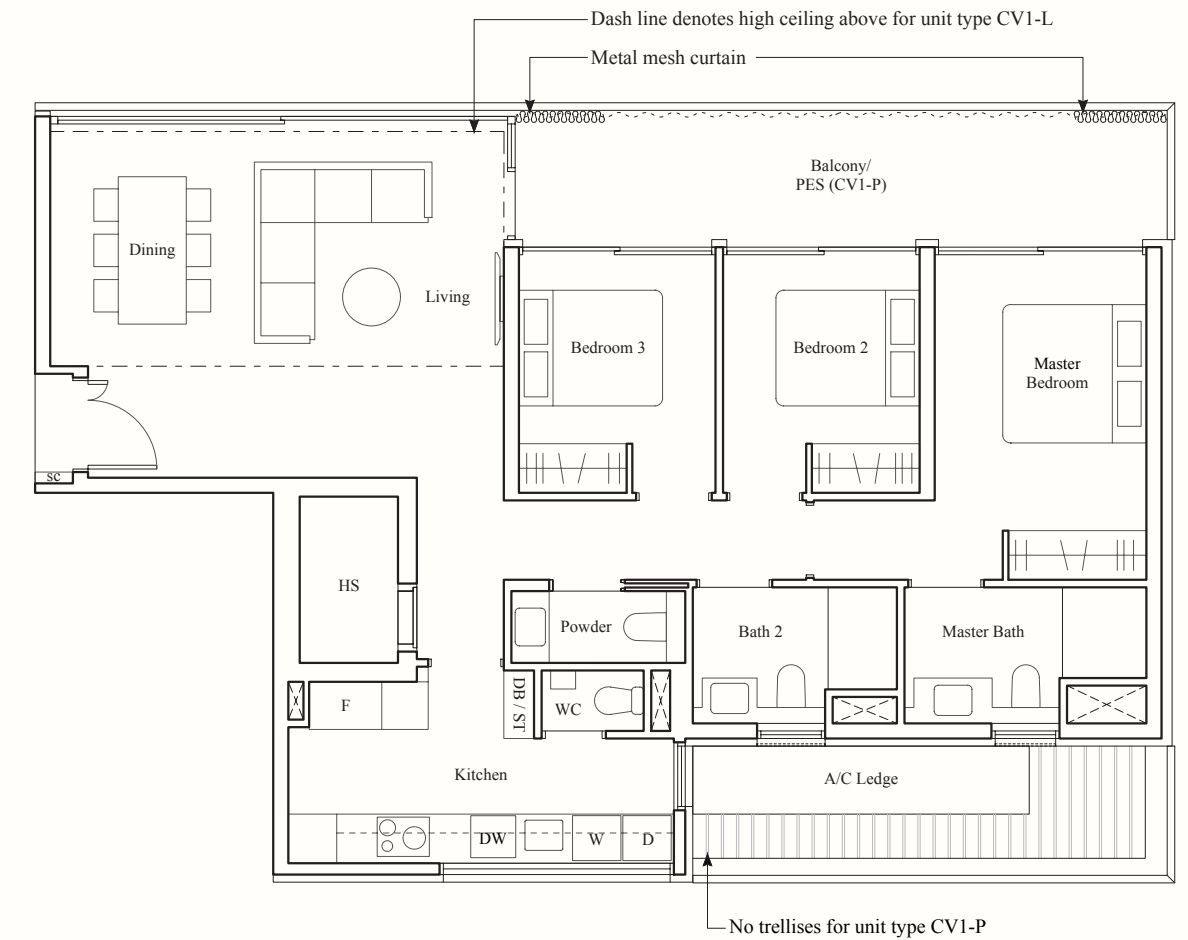 Dash line denotes high ceiling above for unit type CV1-L
Metal mesh curtain
Balcony/
PES (CV1-P)
Dining
Living
Bedroom 3
Bedroom 2
Master
Bedroom
sc
HS
Powder
Bath 2
Master Bath
F
DB / ST
WC
Kitchen
A/C Ledge
DW
W
D
No trellises for unit type CV1-P